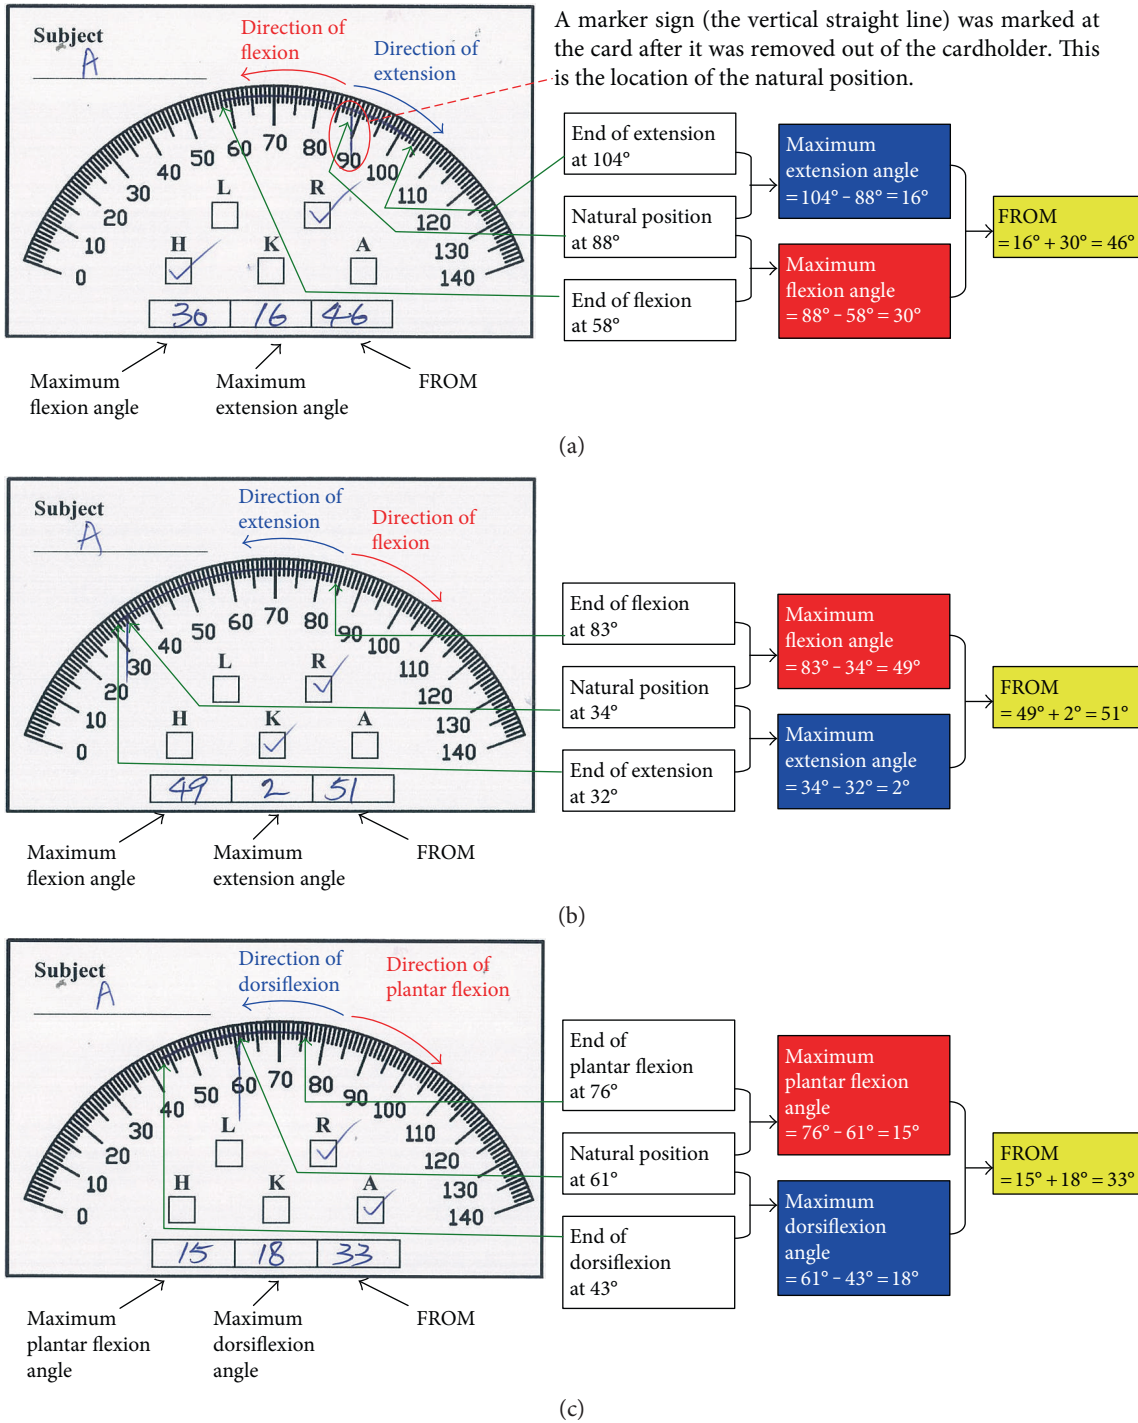 A marker sign (the vertical straight line) was marked at
the card after it was removed out of the cardholder. This
is the location of the natural position.
Subject
A
Direction of
flexion
Direction of
extension
0 10 20 30 40 50 60 70 80 90 100 110 120 130 140
L R
H K A
30 16 46
Maximum
flexion angle
Maximum
extension angle
FROM
End of extension
at 104°
Natural position
at 88°
End of flexion
at 58°
Maximum
extension angle
= 104° - 88° = 16°
Maximum
flexion angle
= 88° - 58° = 30°
FROM
= 16° + 30° = 46°
(a)
Subject
A
Direction of
extension
Direction of
flexion
0 10 20 30 40 50 60 70 80 90 100 110 120 130 140
L R
H K A
49 2 51
Maximum
flexion angle
Maximum
extension angle
FROM
End of flexion
at 83°
Natural position
at 34°
End of extension
at 32°
Maximum
flexion angle
= 83° - 34° = 49°
Maximum
extension angle
= 34° - 32° = 2°
FROM
= 49° + 2° = 51°
(b)
Subject
A
Direction of
dorsiflexion
Direction of
plantar flexion
0 10 20 30 40 50 60 70 80 90 100 110 120 130 140
L R
H K A
15 18 33
Maximum
plantar flexion
angle
Maximum
dorsiflexion
angle
FROM
End of
plantar flexion
at 76°
Natural position
at 61°
End of
dorsiflexion
at 43°
Maximum
plantar flexion
angle
= 76° - 61° = 15°
Maximum
dorsiflexion
angle
= 61° - 43° = 18°
FROM
= 15° + 18° = 33°
(c)